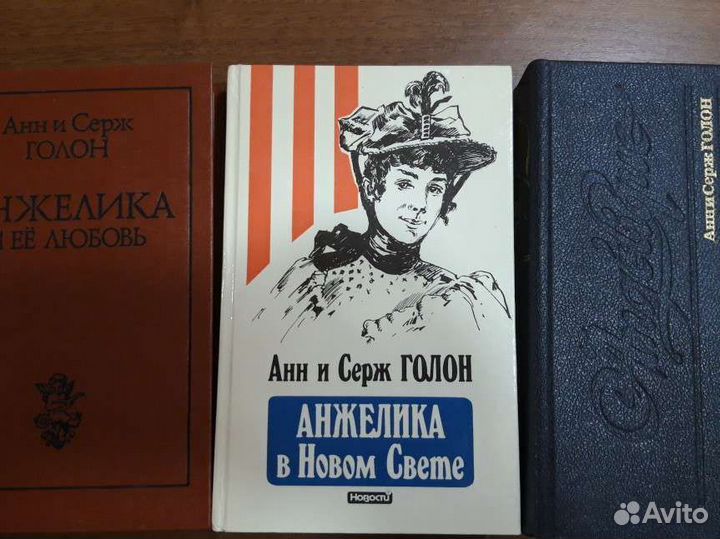 Анн и Серж
ГОЛОН
НЖЕЛИКА
И ЕЁ ЛЮБОВЬ
Анн и Серж ГОЛОН
АНЖЕЛИКА
в Новом Свете
Новости
Анн и Серж ГОЛОН
Avito